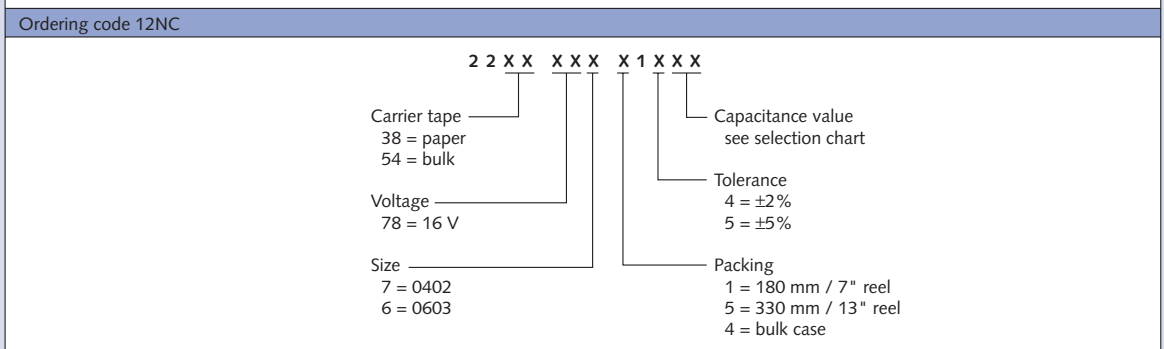 Ordering code 12NC
2 2 X X X X X X 1 X X X
Carrier tape
38 = paper
54 = bulk
Voltage
78 = 16 V
Size
7 = 0402
6 = 0603
Capacitance value
see selection chart
Tolerance
4 = ±2%
5 = ±5%
Packing
1 = 180 mm / 7" reel
5 = 330 mm / 13" reel
4 = bulk case